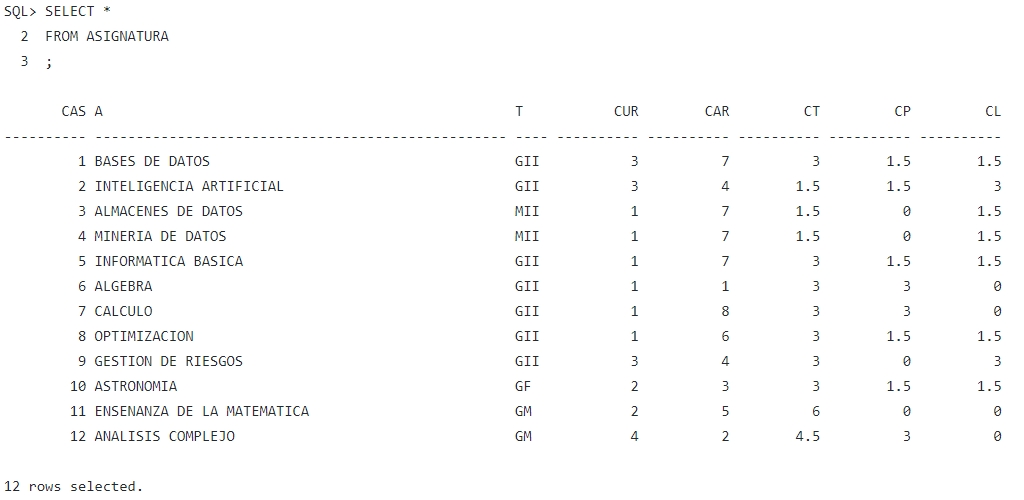 SQL> SELECT *
  2  FROM ASIGNATURA
  3  ;
       CAS A                                                  T           CUR        CAR         CT         CP         CL
---------- -------------------------------------------------- ---- ---------- ---------- ---------- ---------- ----------
         1 BASES DE DATOS                                     GII           3          7          3        1.5        1.5
         2 INTELIGENCIA ARTIFICIAL                            GII           3          4        1.5        1.5          3
         3 ALMACENES DE DATOS                                 MII           1          7        1.5          0        1.5
         4 MINERIA DE DATOS                                   MII           1          7        1.5          0        1.5
         5 INFORMATICA BASICA                                 GII           1          7          3        1.5        1.5
         6 ALGEBRA                                            GII           1          1          3          3          0
         7 CALCULO                                            GII           1          8          3          3          0
         8 OPTIMIZACION                                       GII           1          6          3        1.5        1.5
         9 GESTION DE RIESGOS                                 GII           3          4          3          0          3
        10 ASTRONOMIA                                         GF            2          3          3        1.5        1.5
        11 ENSENANZA DE LA MATEMATICA                         GM            2          5          6          0          0
        12 ANALISIS COMPLEJO                                  GM            4          2        4.5          3          0
12 rows selected.